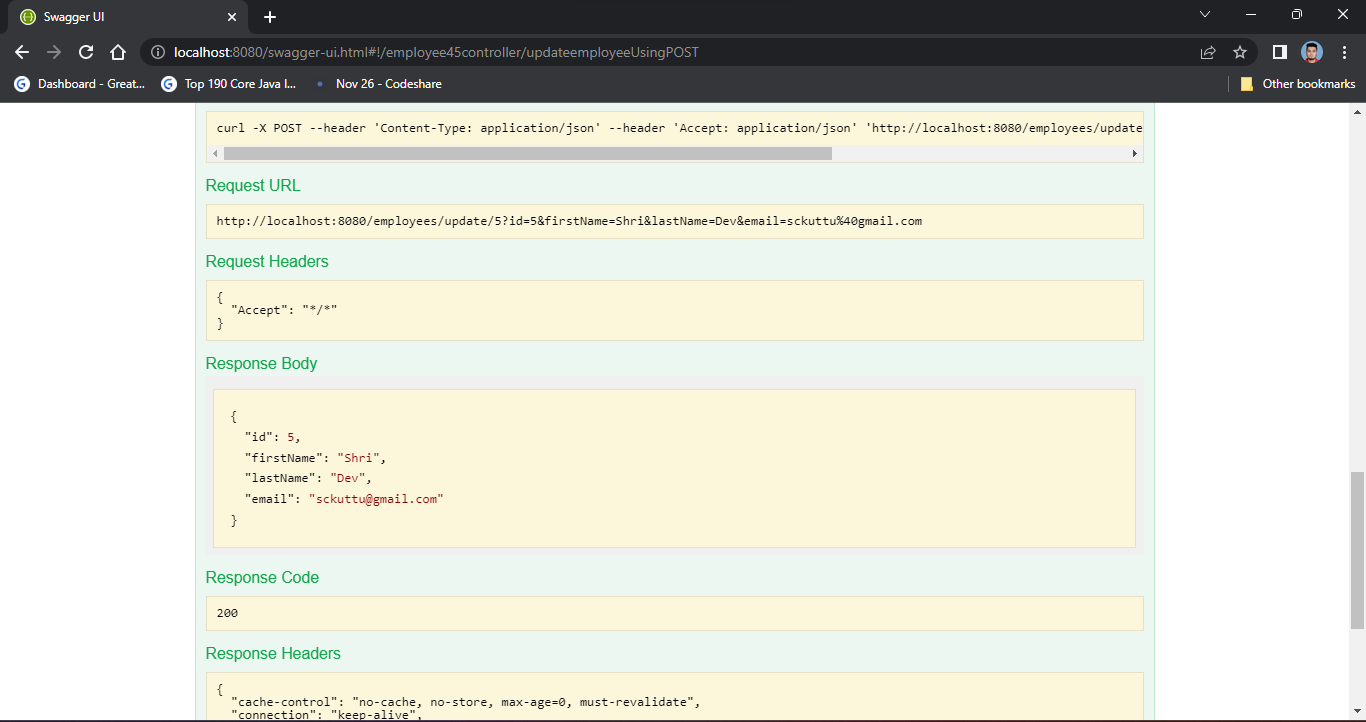 Swagger UI
localhost:8080/swagger-ui.html#!/employee45controller/updateemployeeUsingPOST
Dashboard - Great... Top 190 Core Java I... Nov 26 - Codeshare Other bookmarks
curl -X POST --header 'Content-Type: application/json' --header 'Accept: application/json' 'http://localhost:8080/employees/update
Request URL
http://localhost:8080/employees/update/5?id=5&firstName=Shri&lastName=Dev&email=sckuttu%40gmail.com
Request Headers
{
"Accept": "*/*"
}
Response Body
{
"id": 5,
"firstName": "Shri",
"lastName": "Dev",
"email": "sckuttu@gmail.com"
}
Response Code
200
Response Headers
{
"cache-control": "no-cache, no-store, max-age=0, must-revalidate",
"connection": "keep-alive",